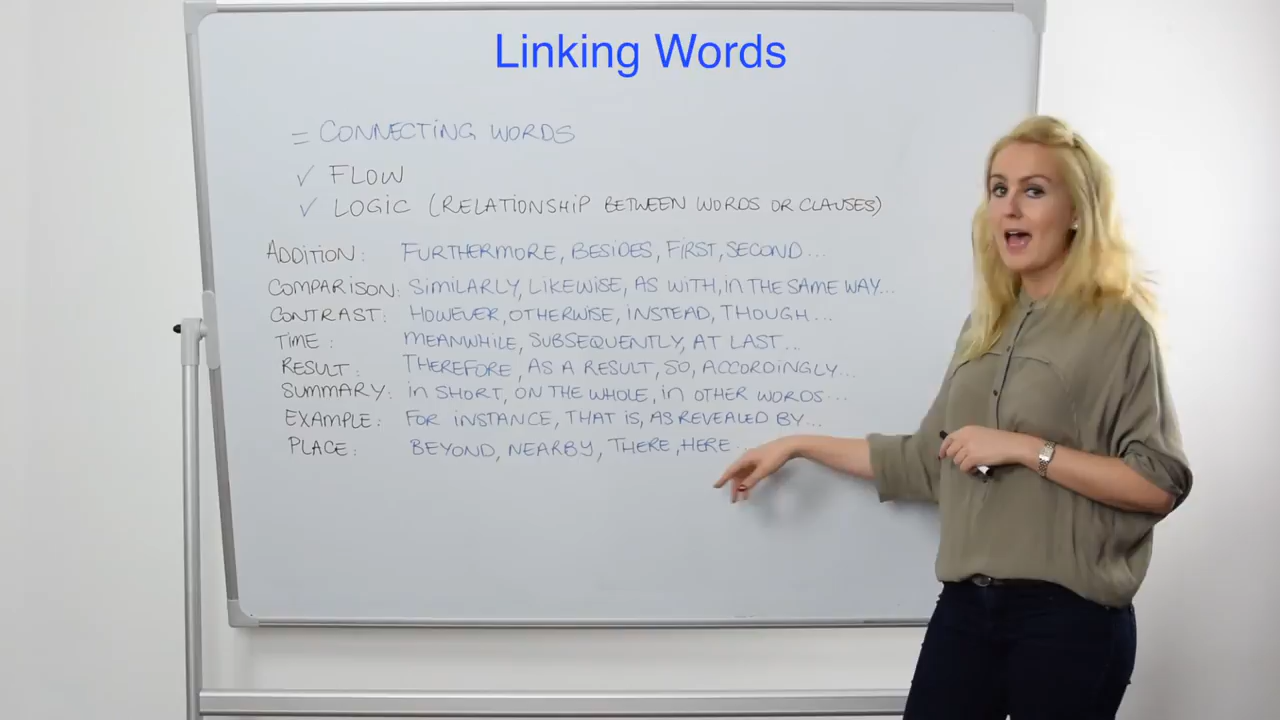 Linking Words
= CONNECTING WORDS
✓ FLOW
✓ LOGIC (RELATIONSHIP BETWEEN WORDS OR CLAUSES)
ADDITION: FURTHERMORE, BESIDES, FIRST, SECOND...
COMPARISON: SIMILARLY, LIKEWISE, AS WITH, IN THE SAME WAY...
CONTRAST: HOWEVER, OTHERWISE, INSTEAD, THOUGH...
TIME: MEANWHILE, SUBSEQUENTLY, AT LAST...
RESULT: THEREFORE, AS A RESULT, SO, ACCORDINGLY...
SUMMARY: IN SHORT, ON THE WHOLE, IN OTHER WORDS...
EXAMPLE: FOR INSTANCE, THAT IS, AS REVEALED BY...
PLACE: BEYOND, NEARBY, THERE, HERE...